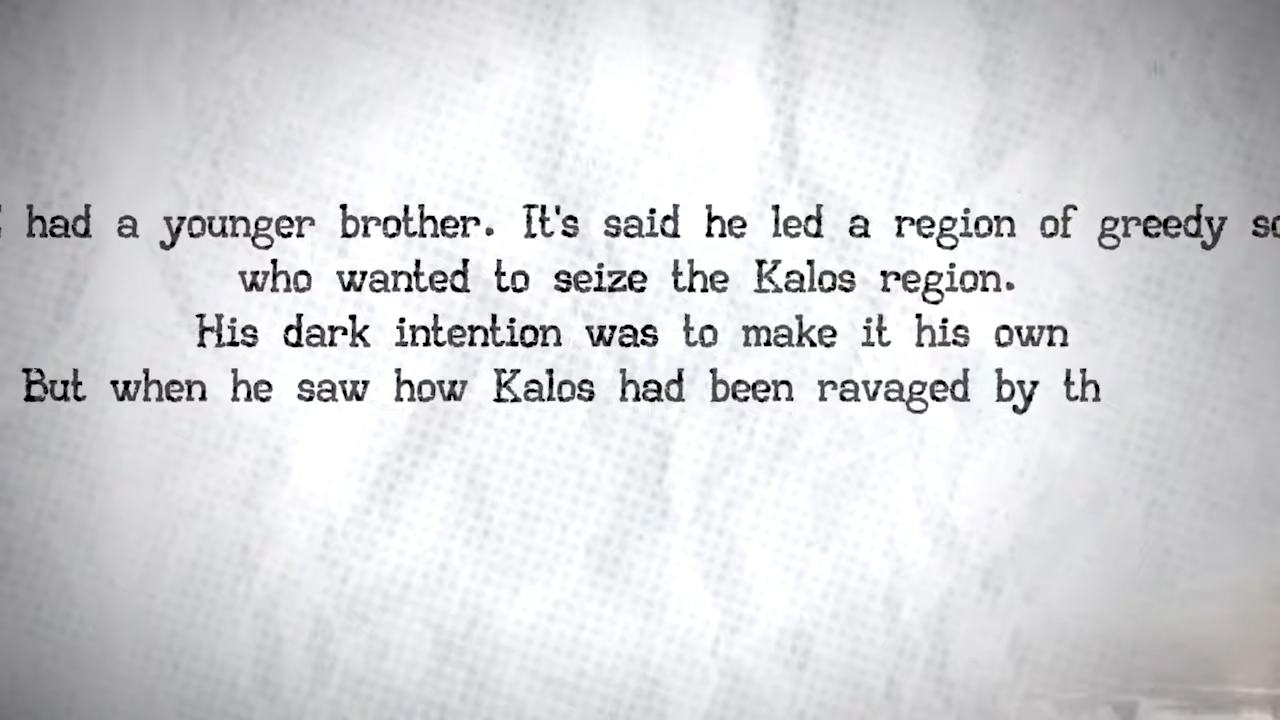 had a younger brother. It's said he led a region of greedy
who wanted to seize the Kalos region.
His dark intention was to make it his own
But when he saw how Kalos had been ravaged by th